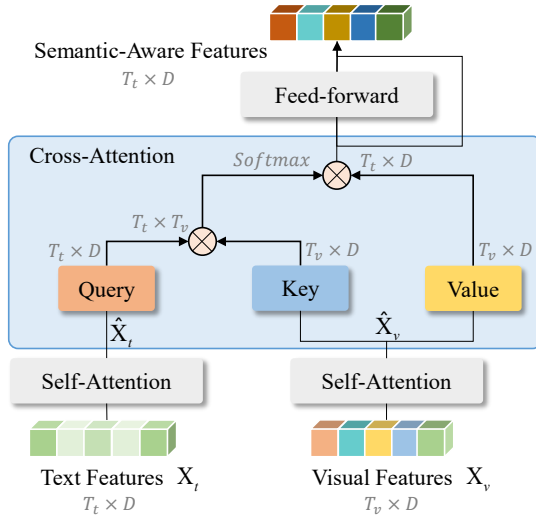 Semantic-Aware Features
T_t × D
Feed-forward
Cross-Attention
Softmax
T_t × D
T_t × T_v
T_t × D
T_v × D
T_v × D
Query
Key
Value
X̂_t
X̂_v
Self-Attention
Self-Attention
Text Features X_t
Visual Features X_v
T_t × D
T_v × D